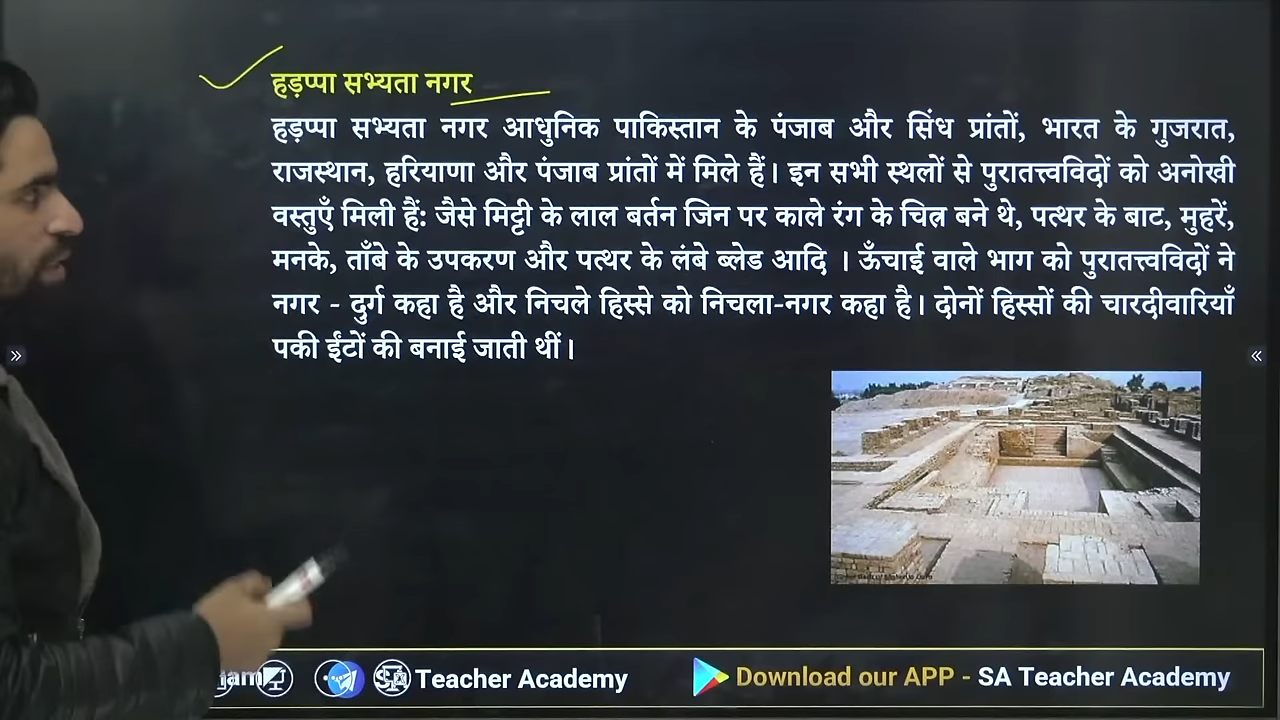 हड़प्पा सभ्यता नगर
हड़प्पा सभ्यता नगर आधुनिक पाकिस्तान के पंजाब और सिंध प्रांतों, भारत के गुजरात,
राजस्थान, हरियाणा और पंजाब प्रांतों में मिले हैं। इन सभी स्थलों से पुरातत्त्वविदों को अनोखी
वस्तुएँ मिली हैं: जैसे मिट्टी के लाल बर्तन जिन पर काले रंग के चित्र बने थे, पत्थर के बाट, मुहरें,
मनके, ताँबे के उपकरण और पत्थर के लंबे ब्लेड आदि । ऊँचाई वाले भाग को पुरातत्त्वविदों ने
नगर - दुर्ग कहा है और निचले हिस्से को निचला-नगर कहा है। दोनों हिस्सों की चारदीवारियाँ
पकी ईंटों की बनाई जाती थीं।
Teacher Academy
Download our APP - SA Teacher Academy